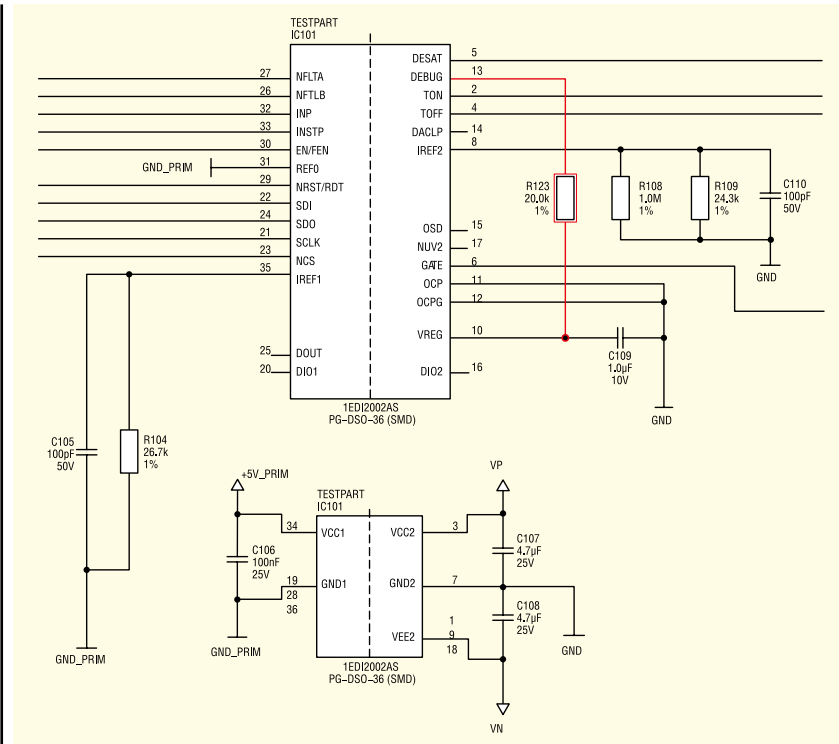 TESTPART
IC101
27 NFLTA
26 NFTLB
32 INP
33 INSTP
30 EN/FEN
GND_PRIM 31 REF0
29 NRST/RDT
22 SDI
24 SDO
21 SCLK
23 NCS
35 IREF1
25 DOUT
20 DIO1
DESAT 5
DEBUG 13
TON 2
TOFF 4
DACLP 14
IREF2 8
OSD 15
NUV2 17
GATE 6
OCP 11
OCPG 12
VREG 10
DIO2 16
1EDI2002AS
PG-DSO-36 (SMD)
R123
20.0k
1%
R108
1.0M
1%
R109
24.3k
1%
C110
100pF
50V
GND
C109
1.0µF
10V
GND
C105
100pF
50V
R104
26.7k
1%
GND_PRIM
+5V_PRIM
C106
100nF
25V
GND_PRIM
TESTPART
IC101
34 VCC1
19 GND1
28
36
VCC2 3
GND2 7
1
VEE2 9
18
1EDI2002AS
PG-DSO-36 (SMD)
VP
C107
4.7µF
25V
C108
4.7µF
25V
GND
VN